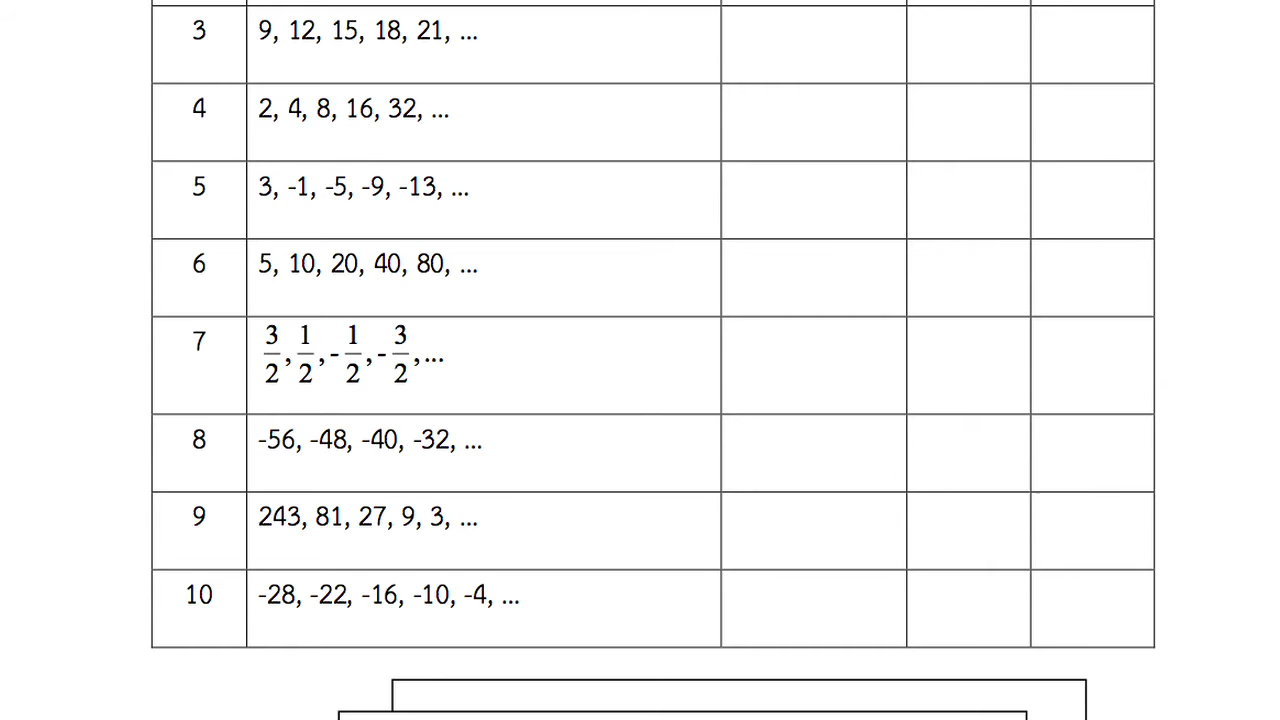 3 9, 12, 15, 18, 21, ...
4 2, 4, 8, 16, 32, ...
5 3, -1, -5, -9, -13, ...
6 5, 10, 20, 40, 80, ...
7 3/2, 1/2, -1/2, -3/2, ...
8 -56, -48, -40, -32, ...
9 243, 81, 27, 9, 3, ...
10 -28, -22, -16, -10, -4, ...